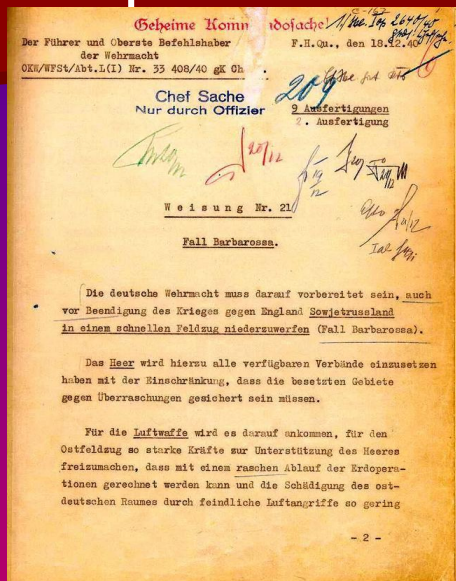 Geheime Kommandosache
Der Führer und Oberste Befehlshaber
der Wehrmacht
F.H.Qu., den 18.12.40
OKW/WFSt/Abt.L(I) Nr. 33 408/40 gK Ch
Chef Sache
Nur durch Offizier
209
9 Ausfertigungen
2. Ausfertigung
20/12
Weisung Nr. 21
Fall Barbarossa.
Die deutsche Wehrmacht muss darauf vorbereitet sein, auch
vor Beendigung des Krieges gegen England Sowjetrussland
in einem schnellen Feldzug niederzuwerfen (Fall Barbarossa).
Das Heer wird hierzu alle verfügbaren Verbände einzusetzen
haben mit der Einschränkung, dass die besetzten Gebiete
gegen Überraschungen gesichert sein müssen.
Für die Luftwaffe wird es darauf ankommen, für den
Ostfeldzug so starke Kräfte zur Unterstützung des Heeres
freizumachen, dass mit einem raschen Ablauf der Erdopera-
tionen gerechnet werden kann und die Schädigung des ost-
deutschen Raumes durch feindliche Luftangriffe so gering
- 2 -